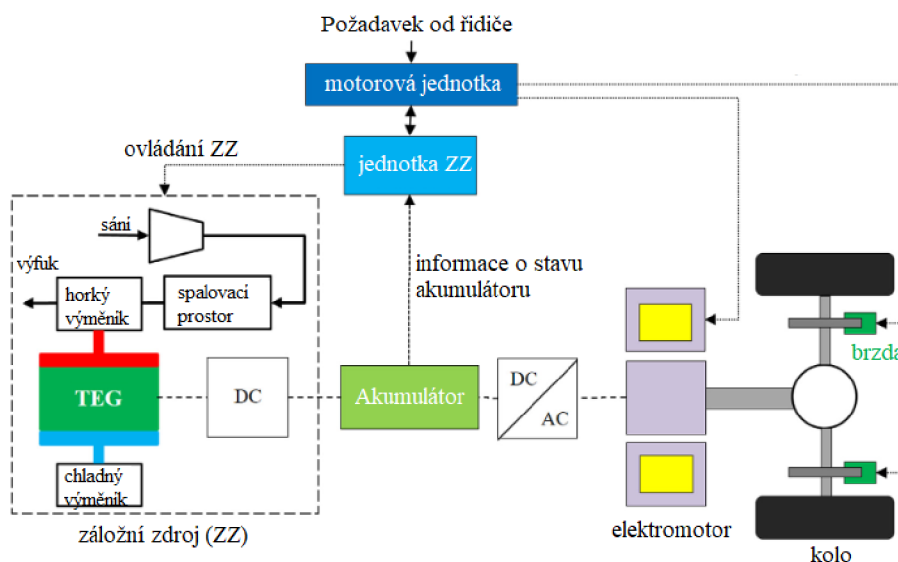 Požadavek od řidiče
motorová jednotka
ovládání ZZ
jednotka ZZ
sání
výfuk
horký
výměník
spalovací
prostor
informace o stavu
akumulátoru
TEG
DC
Akumulátor
DC
AC
brzda
chladný
výměník
záložní zdroj (ZZ)
elektromotor
kolo